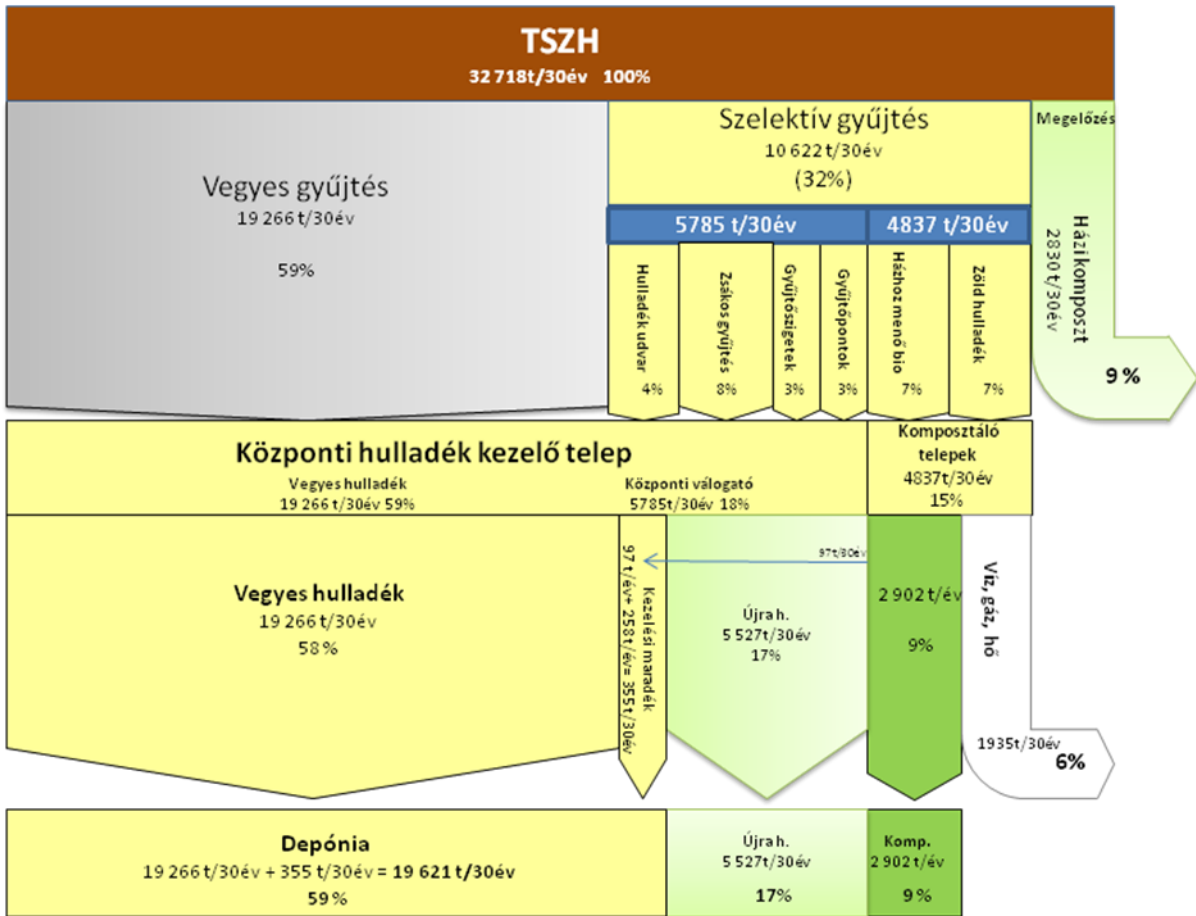 TSZH
32 718t/30év 100%
Vegyes gyűjtés
19 266 t/30év
59%
Szelektív gyűjtés
10 622 t/30év
(32%)
5785 t/30év
4837 t/30év
Hulladék udvar
4%
Zsákos gyűjtés
8%
Gyűjtőszigetek
3%
Gyűjtőpontok
3%
Házhoz menő bio
7%
Zöld hulladék
7%
Megelőzés
Házi komposzt
2830 t/30év
9 %
Központi hulladék kezelő telep
Vegyes hulladék
19 266 t/30év 59%
Központi válogató
5785t/30év 18%
Komposztáló
telepek
4837t/30év
15%
Vegyes hulladék
19 266 t/30év
58 %
Kezelési maradék
97 t/év+ 258t/év= 355t/30év
97t/30év
Újra h.
5 527t/30év
17%
2 902 t/év
9%
Víz, gáz, hő
1935t/30év
6%
Depónia
19 266 t/30év + 355 t/30év = 19 621 t/30év
59 %
Újra h.
5 527t/30év
17%
Komp.
2 902 t/év
9 %